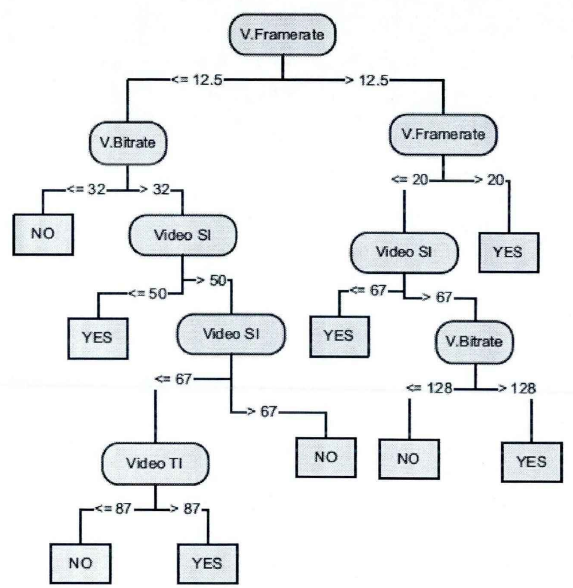 V.Framerate
<= 12.5 > 12.5
V.Bitrate
V.Framerate
<= 32 > 32
<= 20 > 20
NO
Video SI
Video SI
YES
<= 50 > 50
<= 67 > 67
YES
Video SI
YES
V.Bitrate
<= 67 > 67
<= 128 > 128
Video TI
NO
NO
YES
<= 87 > 87
NO
YES